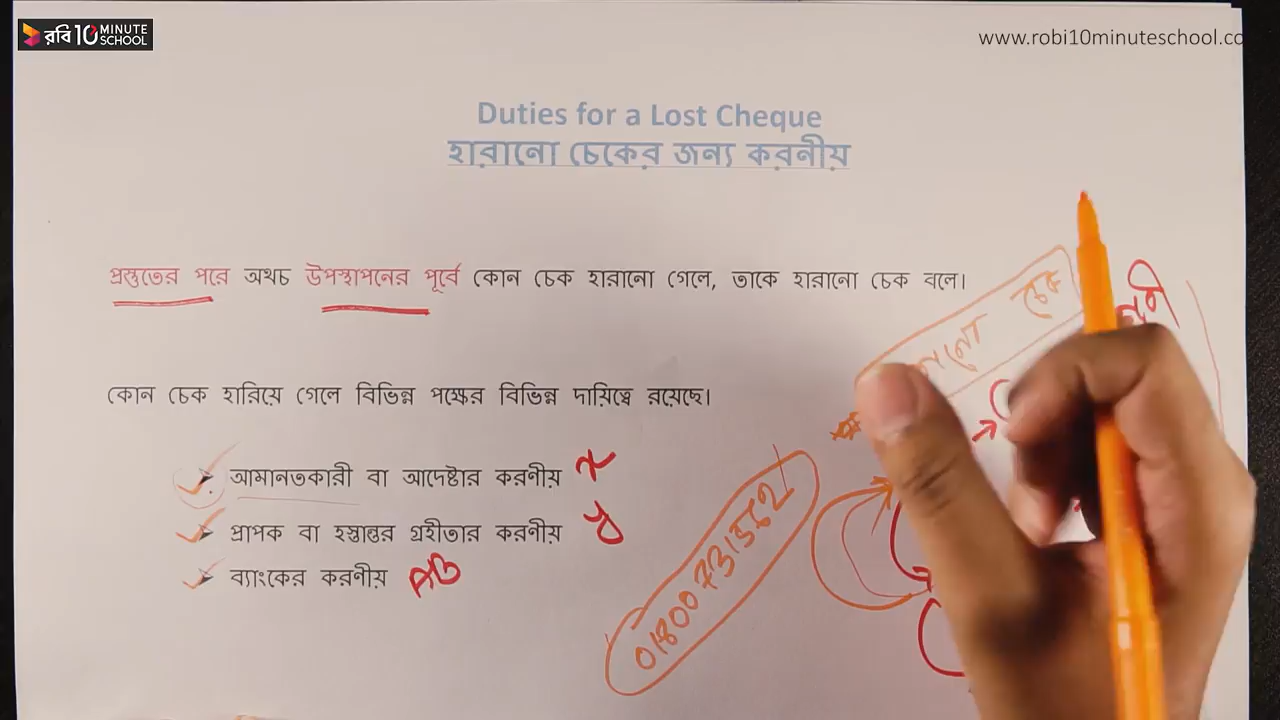 রবি 10 MINUTE SCHOOL
www.robi10minuteschool.co
Duties for a Lost Cheque
হারানো চেকের জন্য করনীয়
প্রস্তুতের পরে অথচ উপস্থাপনের পূর্বে কোন চেক হারানো গেলে, তাকে হারানো চেক বলে।
কোন চেক হারিয়ে গেলে বিভিন্ন পক্ষের বিভিন্ন দায়িত্বে রয়েছে।
আমানতকারী বা আদেষ্টার করণীয়
প্রাপক বা হস্তান্তর গ্রহীতার করণীয়
ব্যাংকের করণীয়